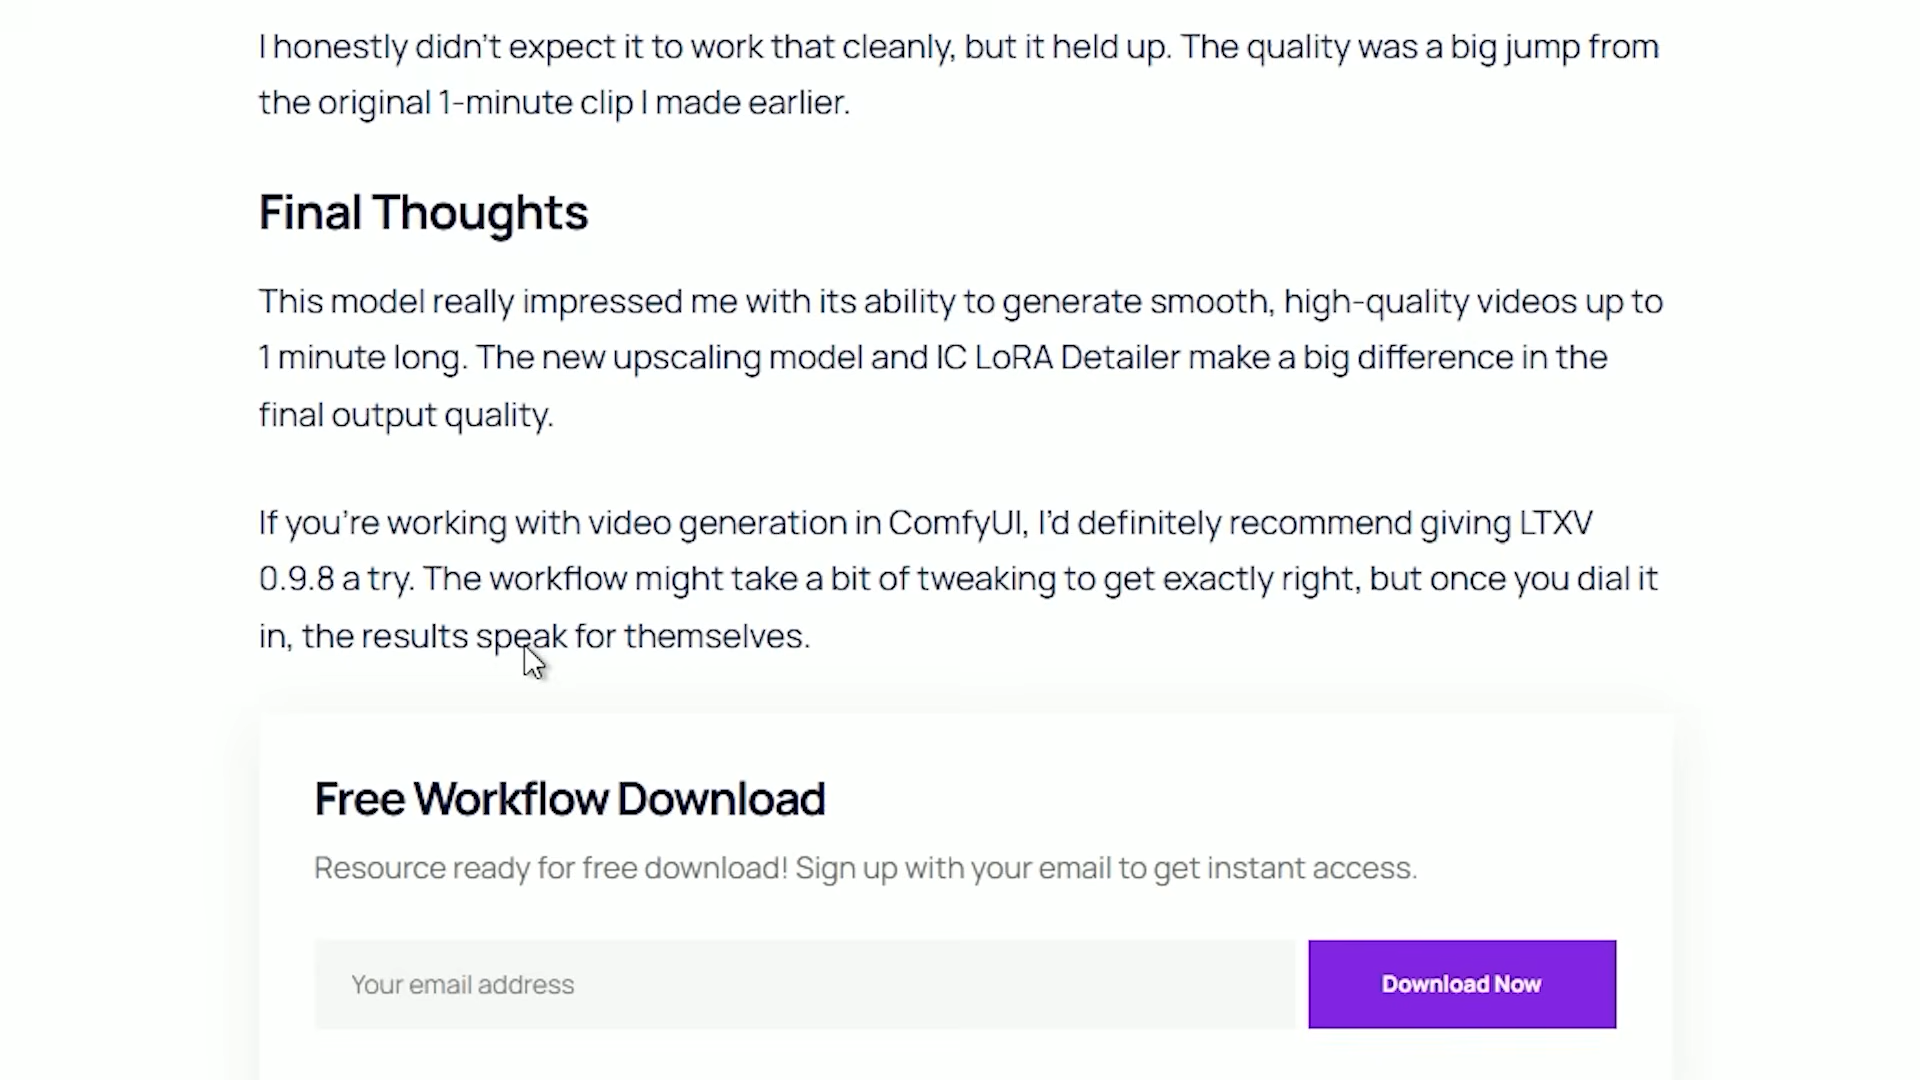 I honestly didn't expect it to work that cleanly, but it held up. The quality was a big jump from
the original 1-minute clip I made earlier.
Final Thoughts
This model really impressed me with its ability to generate smooth, high-quality videos up to
1 minute long. The new upscaling model and IC LoRA Detailer make a big difference in the
final output quality.
If you're working with video generation in ComfyUI, I'd definitely recommend giving LTXV
0.9.8 a try. The workflow might take a bit of tweaking to get exactly right, but once you dial it
in, the results speak for themselves.
Free Workflow Download
Resource ready for free download! Sign up with your email to get instant access.
Your email address
Download Now